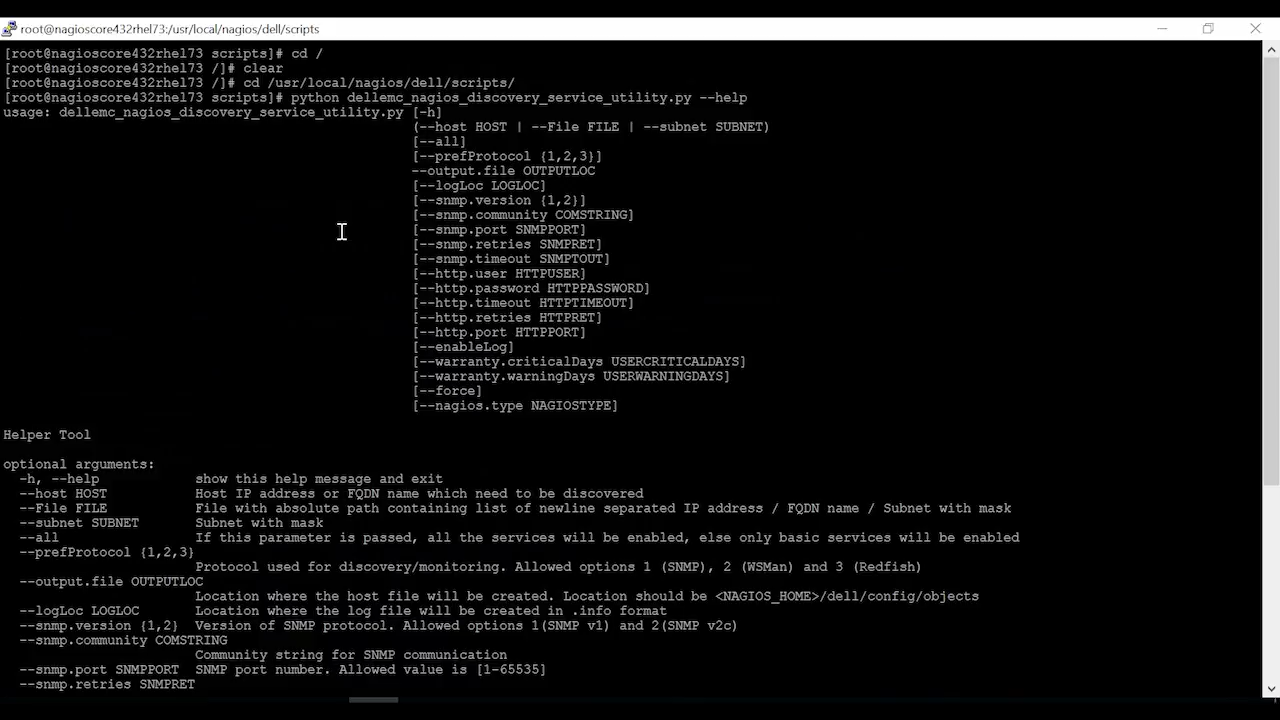 root@nagioscore432rhel73:/usr/local/nagios/dell/scripts
[root@nagioscore432rhel73 scripts]# cd /
[root@nagioscore432rhel73 /]# clear
[root@nagioscore432rhel73 /]# cd /usr/local/nagios/dell/scripts/
[root@nagioscore432rhel73 scripts]# python dellemc_nagios_discovery_service_utility.py --help
usage: dellemc_nagios_discovery_service_utility.py [-h]
(--host HOST | --File FILE | --subnet SUBNET)
[--all]
[--prefProtocol {1,2,3}]
--output.file OUTPUTLOC
[--logLoc LOGLOC]
[--snmp.version {1,2}]
[--snmp.community COMSTRING]
[--snmp.port SNMPPORT]
[--snmp.retries SNMPRET]
[--snmp.timeout SNMPTOUT]
[--http.user HTTPUSER]
[--http.password HTTPPASSWORD]
[--http.timeout HTTPTIMEOUT]
[--http.retries HTTPRET]
[--http.port HTTPPORT]
[--enableLog]
[--warranty.criticalDays USERCRITICALDAYS]
[--warranty.warningDays USERWARNINGDAYS]
[--force]
[--nagios.type NAGIOSTYPE]
Helper Tool
optional arguments:
-h, --help show this help message and exit
--host HOST Host IP address or FQDN name which need to be discovered
--File FILE File with absolute path containing list of newline separated IP address / FQDN name / Subnet with mask
--subnet SUBNET Subnet with mask
--all If this parameter is passed, all the services will be enabled, else only basic services will be enabled
--prefProtocol {1,2,3}
Protocol used for discovery/monitoring. Allowed options 1 (SNMP), 2 (WSMan) and 3 (Redfish)
--output.file OUTPUTLOC
Location where the host file will be created. Location should be <NAGIOS_HOME>/dell/config/objects
--logLoc LOGLOC Location where the log file will be created in .info format
--snmp.version {1,2} Version of SNMP protocol. Allowed options 1(SNMP v1) and 2(SNMP v2c)
--snmp.community COMSTRING
Community string for SNMP communication
--snmp.port SNMPPORT SNMP port number. Allowed value is [1-65535]
--snmp.retries SNMPRET